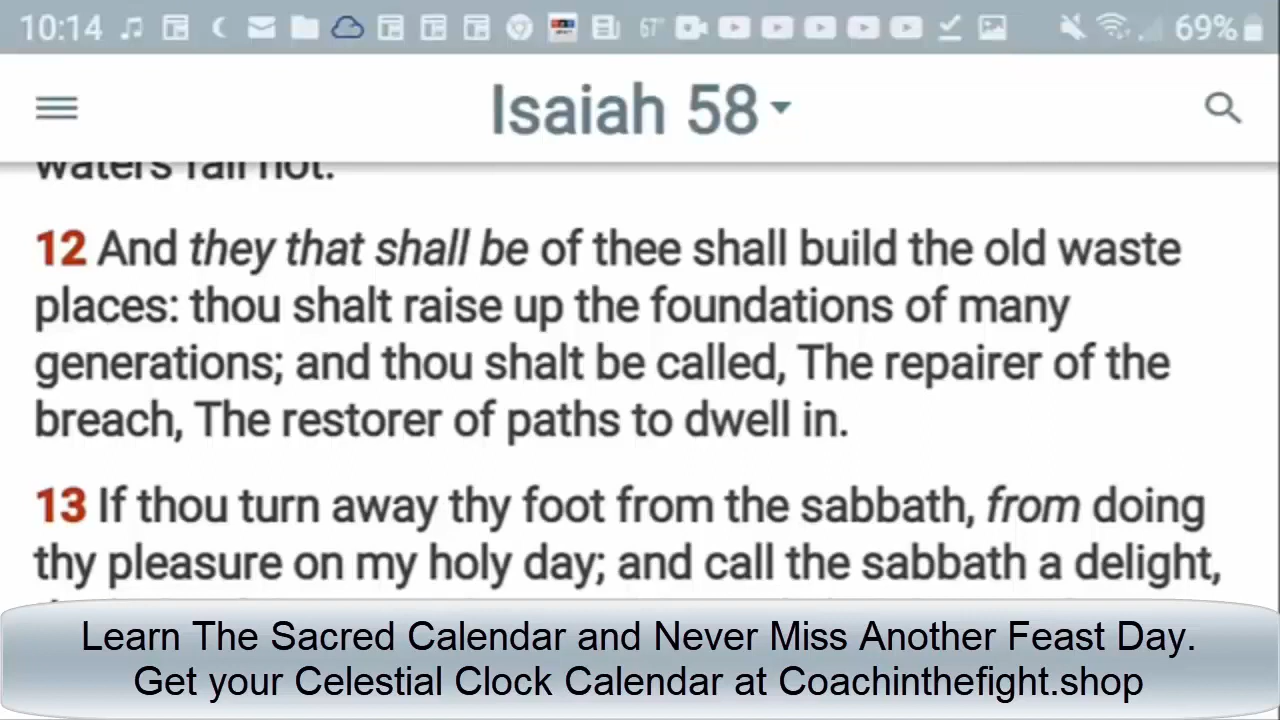 10:14 67° 69%
Isaiah 58
waters fail not.
12 And they that shall be of thee shall build the old waste
places: thou shalt raise up the foundations of many
generations; and thou shalt be called, The repairer of the
breach, The restorer of paths to dwell in.
13 If thou turn away thy foot from the sabbath, from doing
thy pleasure on my holy day; and call the sabbath a delight,
Learn The Sacred Calendar and Never Miss Another Feast Day.
Get your Celestial Clock Calendar at Coachinthefight.shop